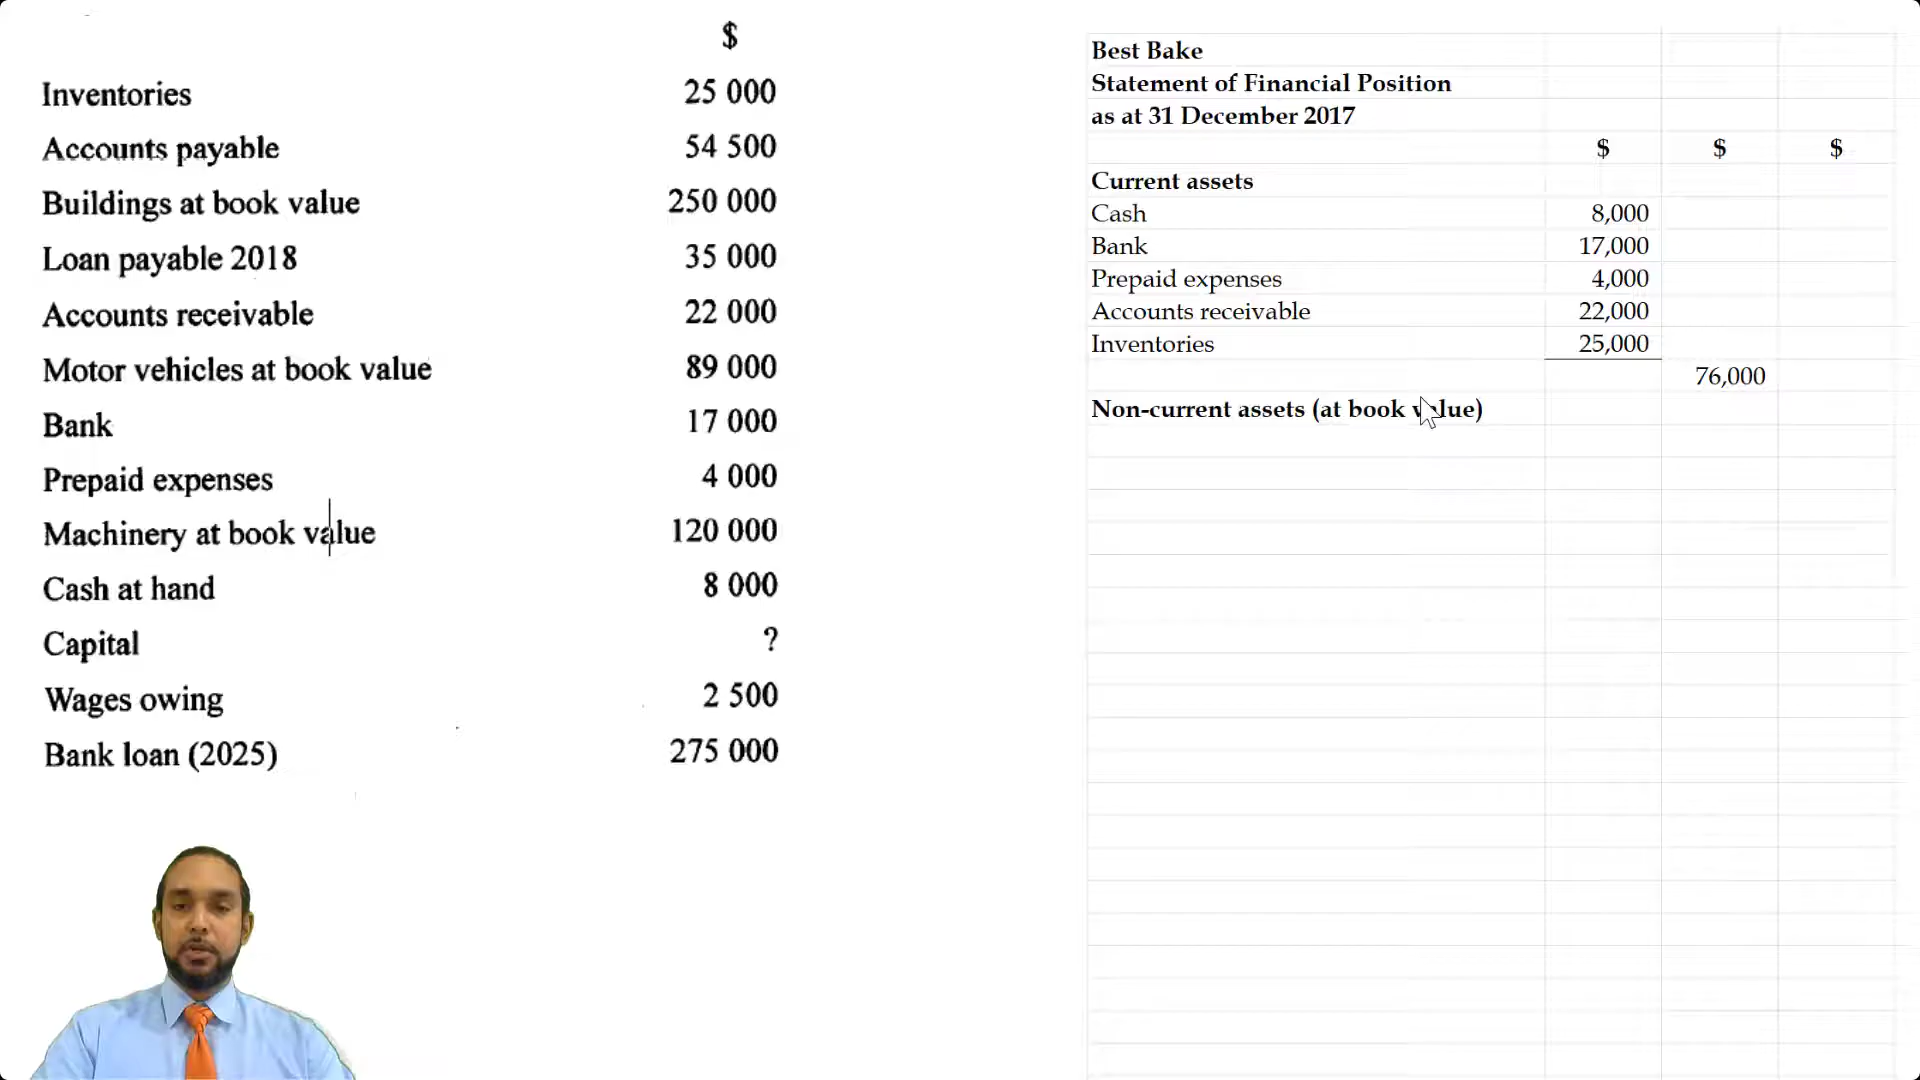 $
Inventories 25 000
Accounts payable 54 500
Buildings at book value 250 000
Loan payable 2018 35 000
Accounts receivable 22 000
Motor vehicles at book value 89 000
Bank 17 000
Prepaid expenses 4 000
Machinery at book value 120 000
Cash at hand 8 000
Capital ?
Wages owing 2 500
Bank loan (2025) 275 000
Best Bake
Statement of Financial Position
as at 31 December 2017
$ $ $
Current assets
Cash 8,000
Bank 17,000
Prepaid expenses 4,000
Accounts receivable 22,000
Inventories 25,000
76,000
Non-current assets (at book value)